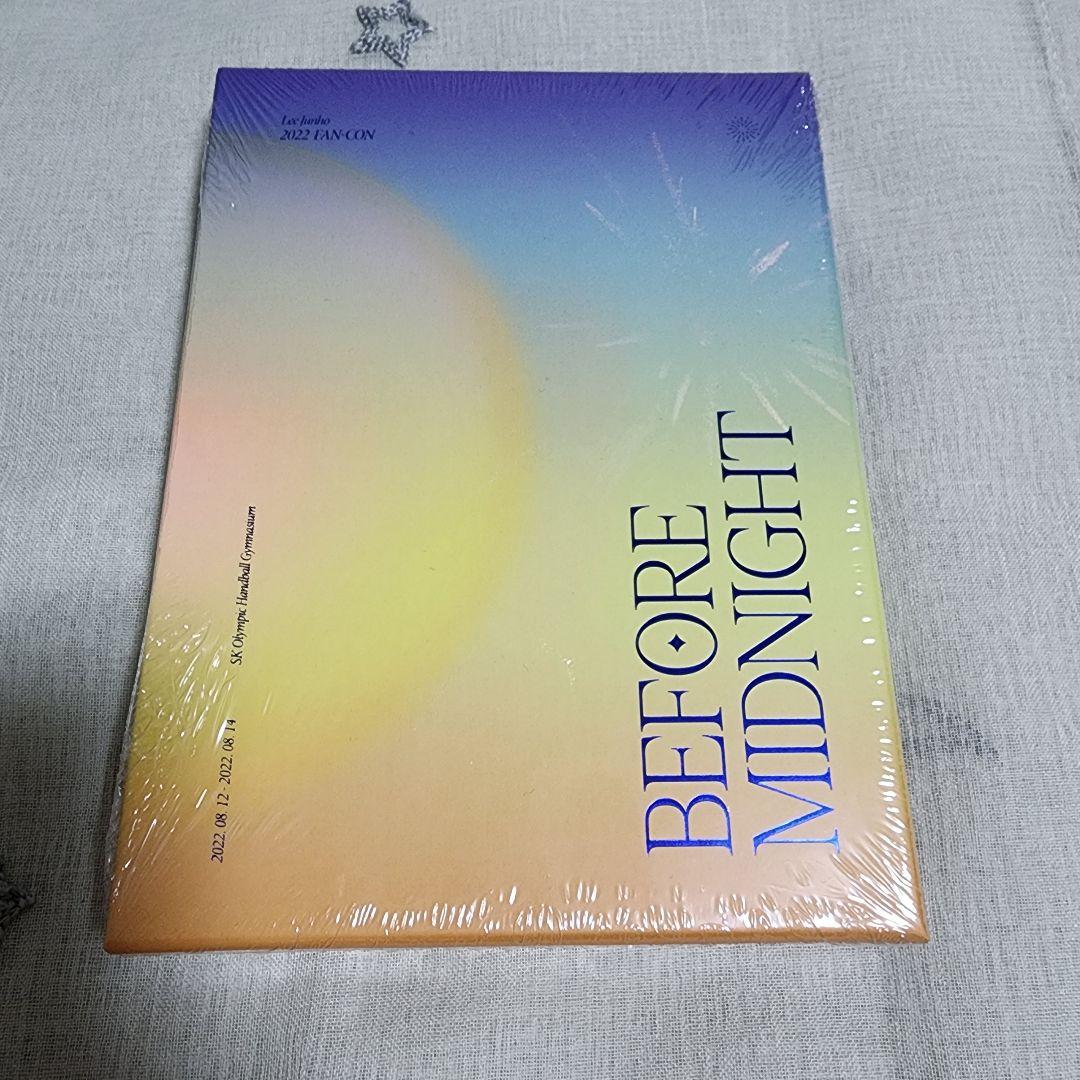 Lee Junho
2022 FAN-CON
BEFORE
MIDNIGHT
SK Olympic Handball Gymnasium
2022. 08. 12 - 2022. 08. 14